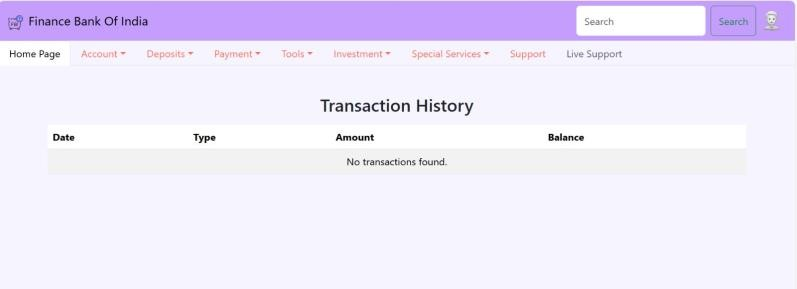 Finance Bank Of India
Search
Search
Home Page Account Deposits Payment Tools Investment Special Services Support Live Support
Transaction History
Date Type Amount Balance
No transactions found.